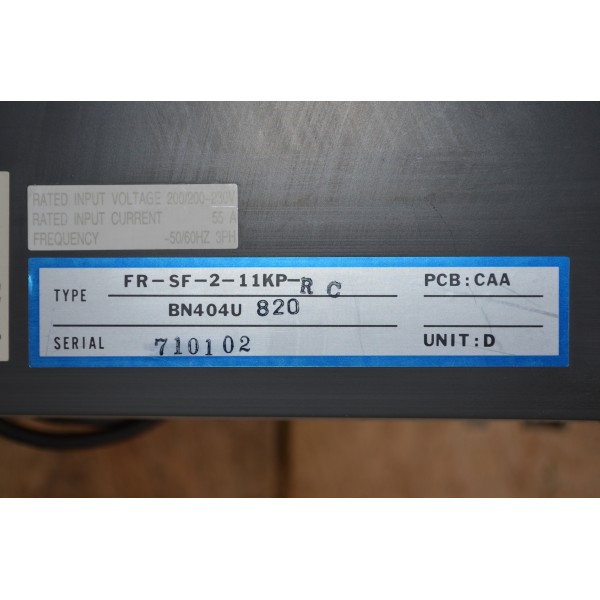 RATED INPUT VOLTAGE 200/200-230V
RATED INPUT CURRENT 55 A
FREQUENCY ~50/60HZ 3PH
TYPE FR-SF-2-11KP-RC PCB:CAA
BN404U 820
SERIAL 710102 UNIT:D